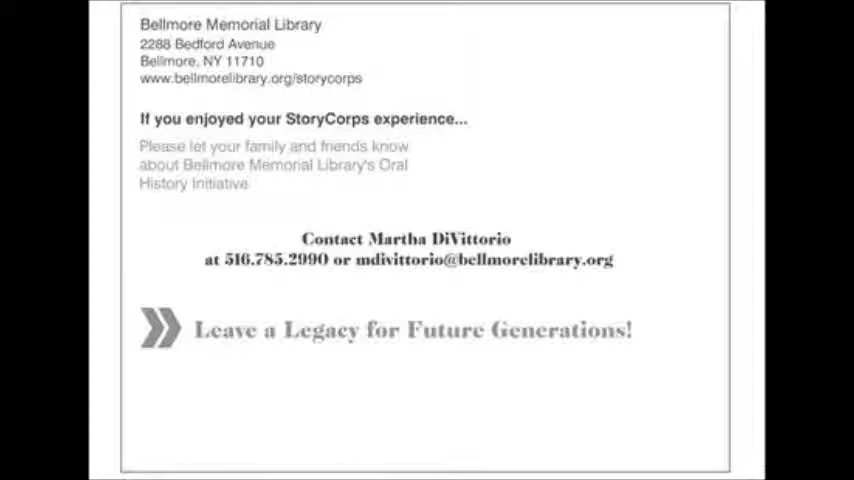 Bellmore Memorial Library
2288 Bedford Avenue
Bellmore, NY 11710
www.bellmorelibrary.org/storycorps
If you enjoyed your StoryCorps experience...
Please let your family and friends know
about Bellmore Memorial Library's Oral
History Initiative
Contact Martha DiVittorio
at 516.785.2990 or mdivittorio@bellmorelibrary.org
Leave a Legacy for Future Generations!